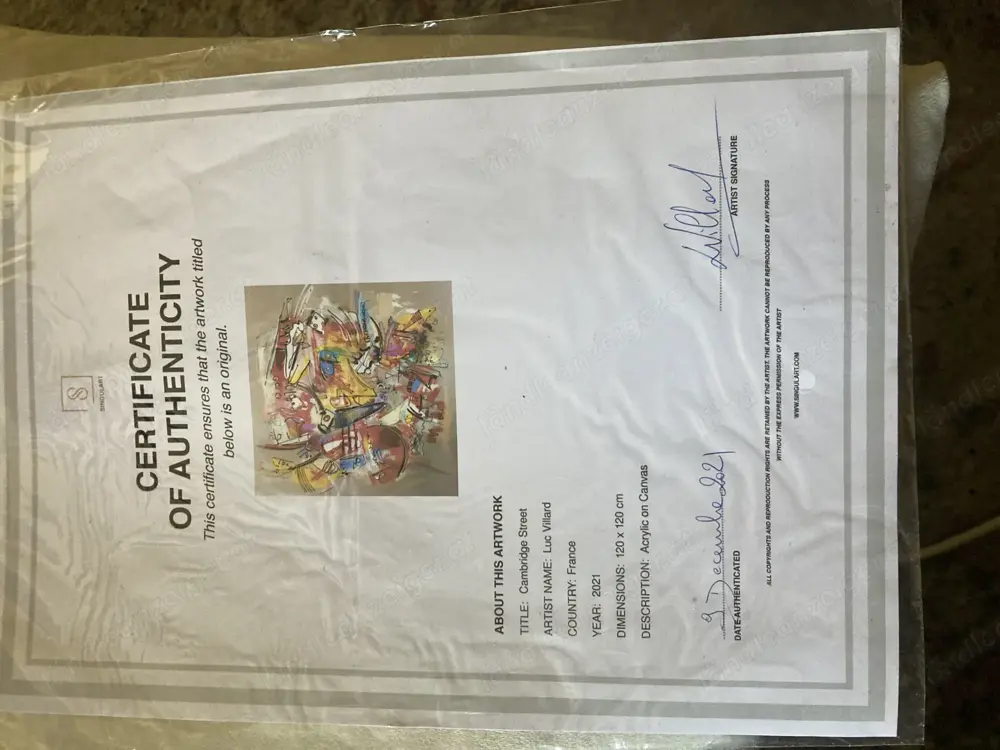 SINGULART
CERTIFICATE
OF AUTHENTICITY
This certificate ensures that the artwork titled
below is an original.
ABOUT THIS ARTWORK
TITLE: Cambridge Street
ARTIST NAME: Luc Villard
COUNTRY: France
YEAR: 2021
DIMENSIONS: 120 x 120 cm
DESCRIPTION: Acrylic on Canvas
Decembre 2021
DATE AUTHENTICATED
LVillard
ARTIST SIGNATURE
ALL COPYRIGHTS AND REPRODUCTION RIGHTS ARE RETAINED BY THE ARTIST. THE ARTWORK CANNOT BE REPRODUCED BY ANY PROCESS
WITHOUT THE EXPRESS PERMISSION OF THE ARTIST
WWW.SINGULART.COM